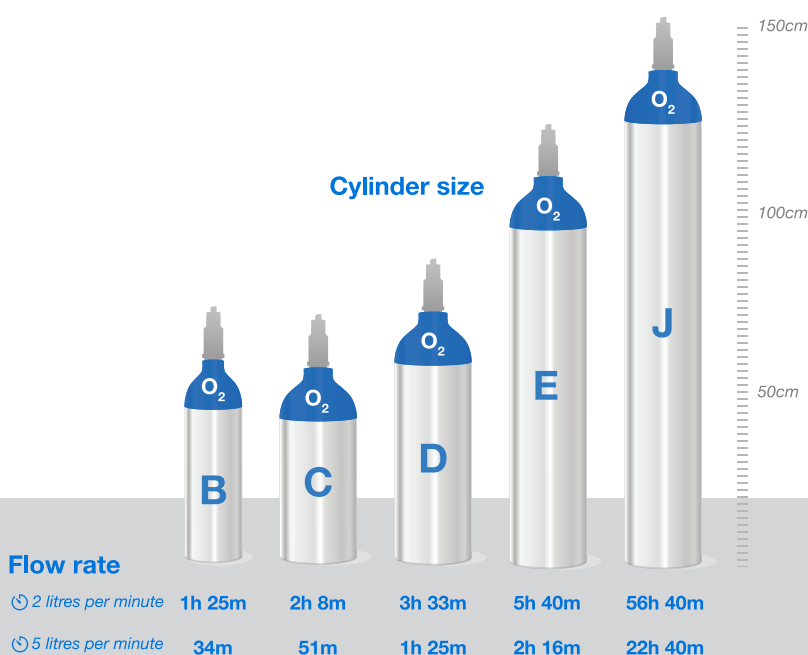 150cm
O2
O2
Cylinder size
100cm
O2
J
O2
O2
E
50cm
D
C
B
Flow rate
2 litres per minute 1h 25m 2h 8m 3h 33m 5h 40m 56h 40m
5 litres per minute 34m 51m 1h 25m 2h 16m 22h 40m